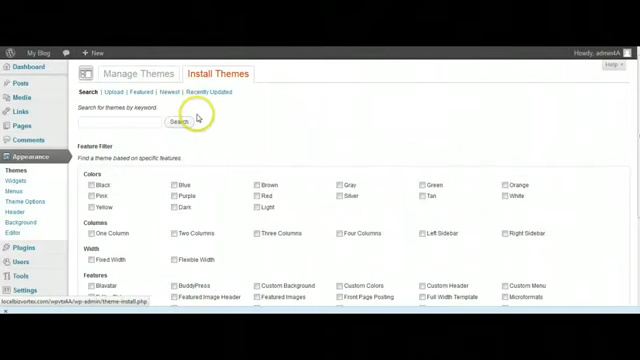 My Blog + New Howdy, admin4A
Help
Dashboard
Posts
Media
Links
Pages
Comments
Appearance
Themes
Widgets
Menus
Theme Options
Header
Background
Editor
Plugins
Users
Tools
Settings
Manage Themes Install Themes
Search | Upload | Featured | Newest | Recently Updated
Search for themes by keyword.
Search
Feature Filter
Find a theme based on specific features.
Colors
Black Blue Brown Gray Green Orange
Pink Purple Red Silver Tan White
Yellow Dark Light
Columns
One Column Two Columns Three Columns Four Columns Left Sidebar Right Sidebar
Width
Fixed Width Flexible Width
Features
Blavatar BuddyPress Custom Background Custom Colors Custom Header Custom Menu
Featured Image Header Featured Images Front Page Posting Full Width Template Microformats
localbizvortex.com/wpvtx4A/wp-admin/theme-install.php